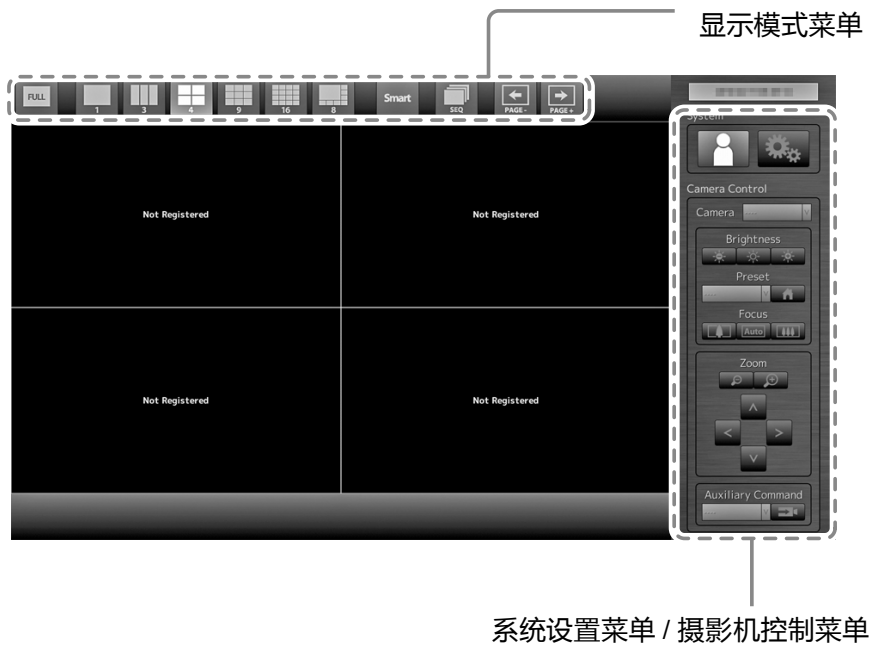 显示模式菜单
FULL 1 3 4 9 16 8 Smart SEQ PAGE- PAGE+
System
Camera Control
Camera
Not Registered Not Registered
Brightness
Preset
Focus
Auto
Zoom
Not Registered Not Registered
Auxiliary Command
系统设置菜单 / 摄影机控制菜单